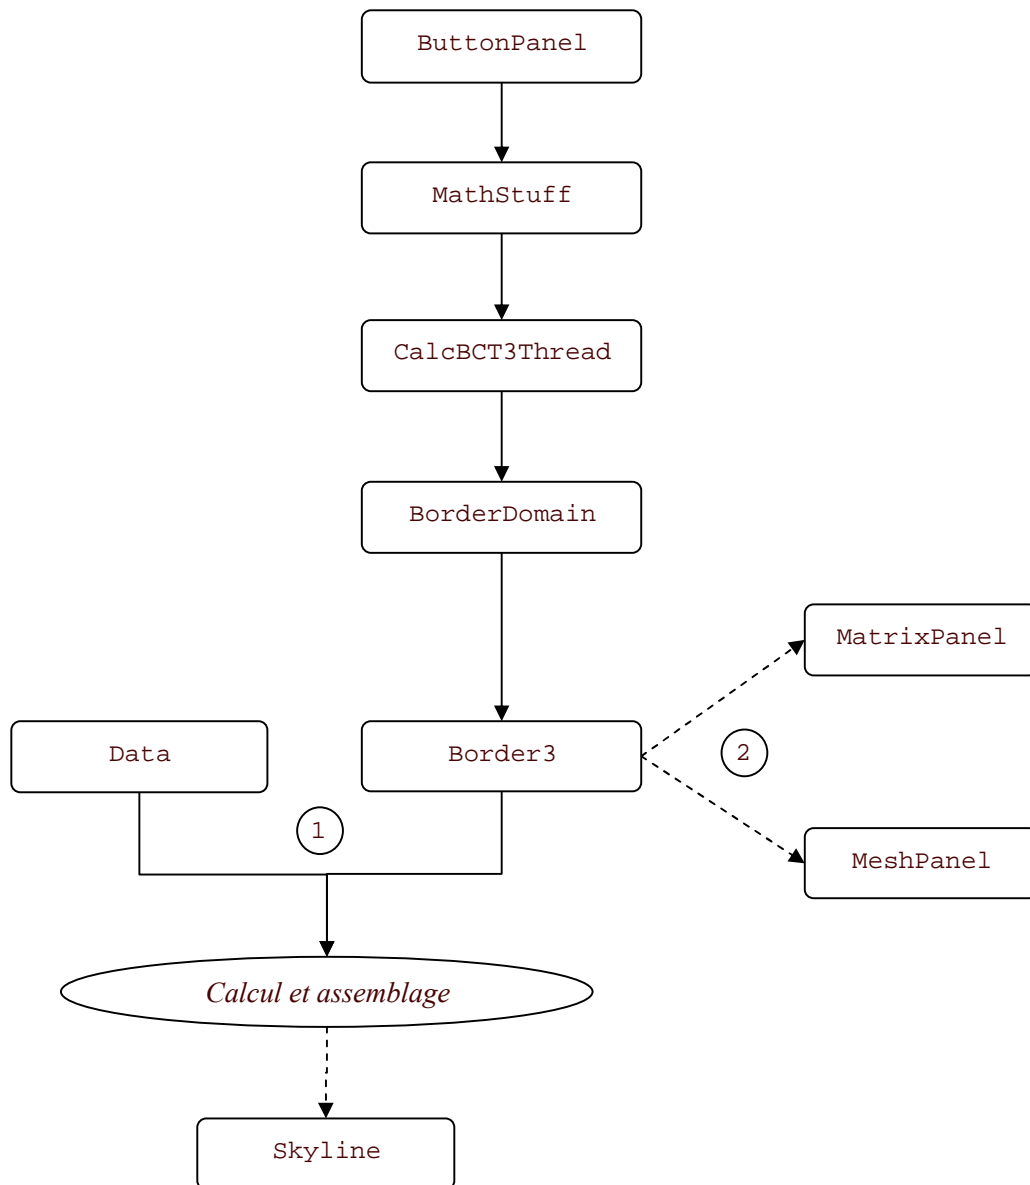 ButtonPanel
MathStuff
CalcBCT3Thread
BorderDomain
MatrixPanel
Data
Border3
2
1
MeshPanel
Calcul et assemblage
Skyline